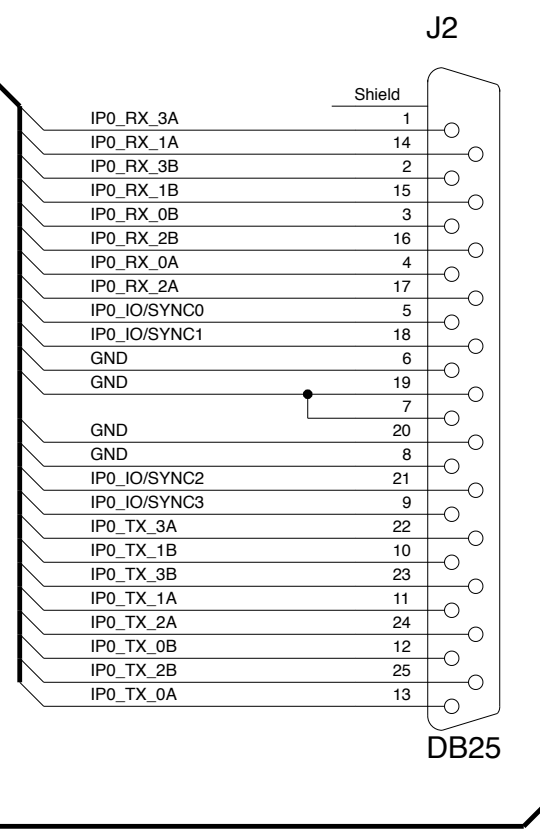 J2
Shield
IP0_RX_3A 1
IP0_RX_1A 14
IP0_RX_3B 2
IP0_RX_1B 15
IP0_RX_0B 3
IP0_RX_2B 16
IP0_RX_0A 4
IP0_RX_2A 17
IP0_IO/SYNC0 5
IP0_IO/SYNC1 18
GND 6
GND 19
7
GND 20
GND 8
IP0_IO/SYNC2 21
IP0_IO/SYNC3 9
IP0_TX_3A 22
IP0_TX_1B 10
IP0_TX_3B 23
IP0_TX_1A 11
IP0_TX_2A 24
IP0_TX_0B 12
IP0_TX_2B 25
IP0_TX_0A 13
DB25